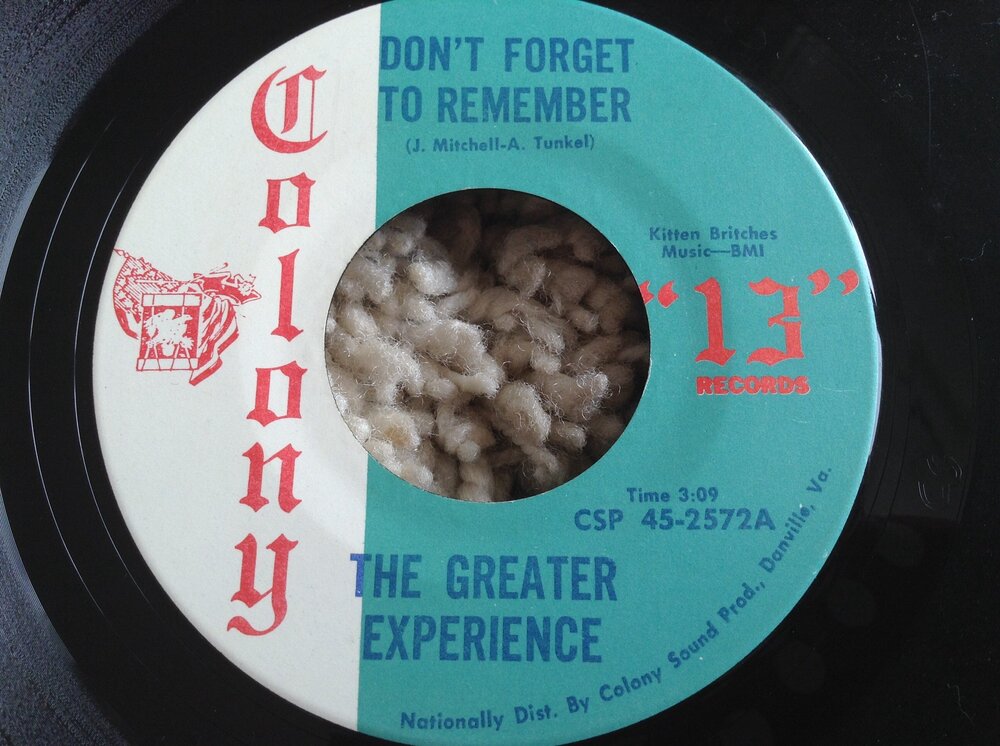 DON'T FORGET
TO REMEMBER
(J. Mitchell-A. Tunkel)
Colony
Kitten Britches
Music—BMI
"13"
RECORDS
Time 3:09
CSP 45-2572A
THE GREATER
EXPERIENCE
Nationally Dist. By Colony Sound Prod., Danville, Va.